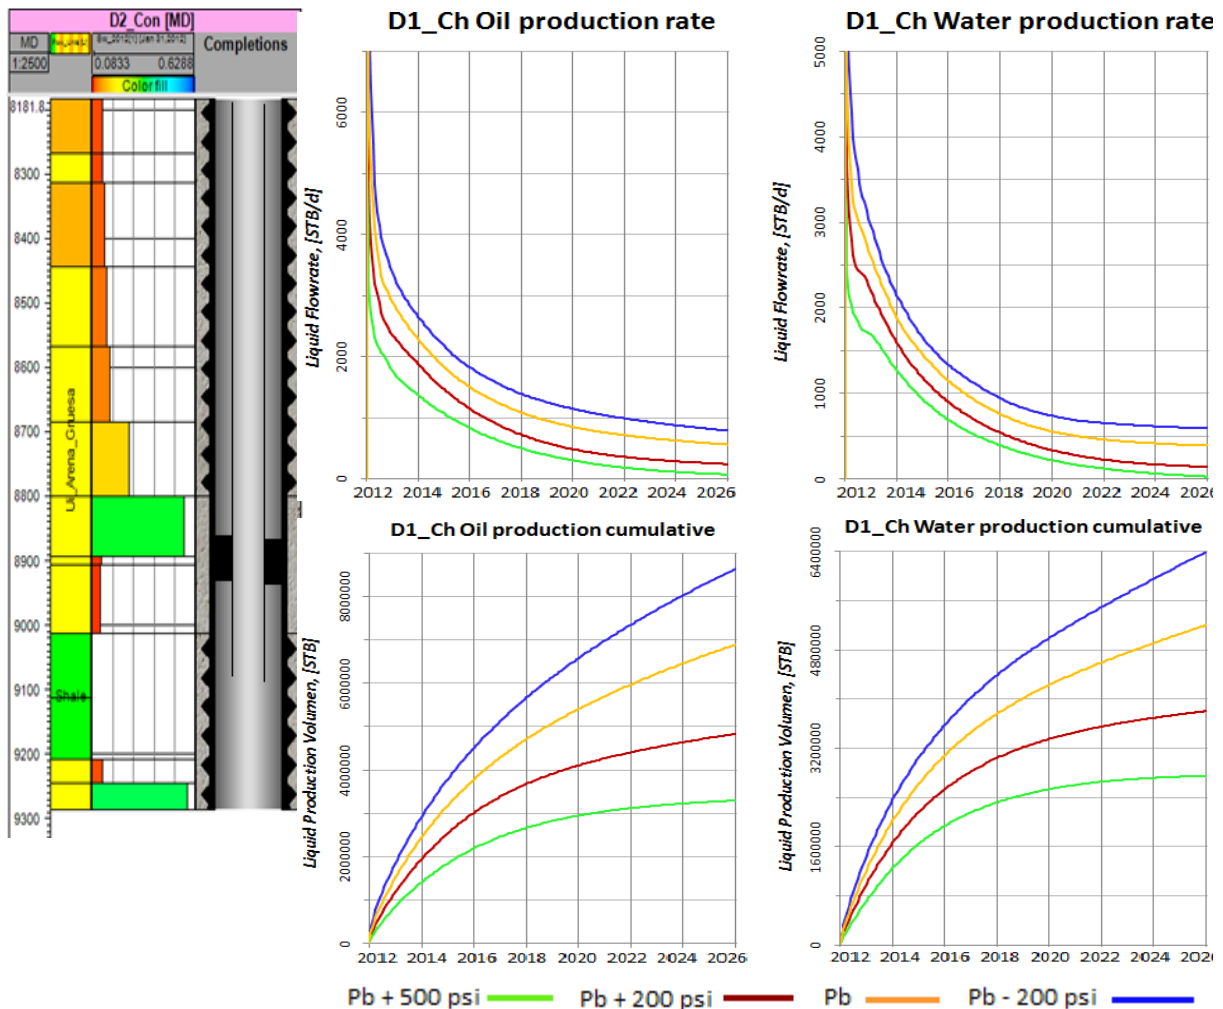 D2_Con [MD]
MD
1:2500
0.0833 0.6288
Color fill
Completions
8181.8
8300
8400
8500
8600
8700
8800
8900
9000
9100
9200
9300
Arena_Gruesa
Shale
D1_Ch Oil production rate
Liquid Flowrate, [STB/d]
6000
4000
2000
0
2012 2014 2016 2018 2020 2022 2024 2026
D1_Ch Water production rate
Liquid Flowrate, [STB/d]
5000
4000
3000
2000
1000
0
2012 2014 2016 2018 2020 2022 2024 2026
D1_Ch Oil production cumulative
Liquid Production Volumen, [STB]
8000000
6000000
4000000
2000000
0
2012 2014 2016 2018 2020 2022 2024 2026
D1_Ch Water production cumulative
Liquid Production Volumen, [STB]
6400000
4800000
3200000
1600000
0
2012 2014 2016 2018 2020 2022 2024 2026
Pb + 500 psi Pb + 200 psi Pb Pb - 200 psi